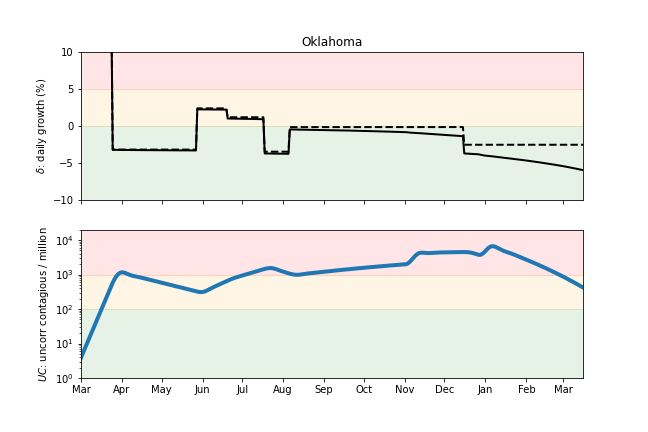 Oklahoma
δ: daily growth (%)
10
5
0
−5
−10
UC: uncorr contagious / million
10⁴
10³
10²
10¹
10⁰
Mar Apr May Jun Jul Aug Sep Oct Nov Dec Jan Feb Mar